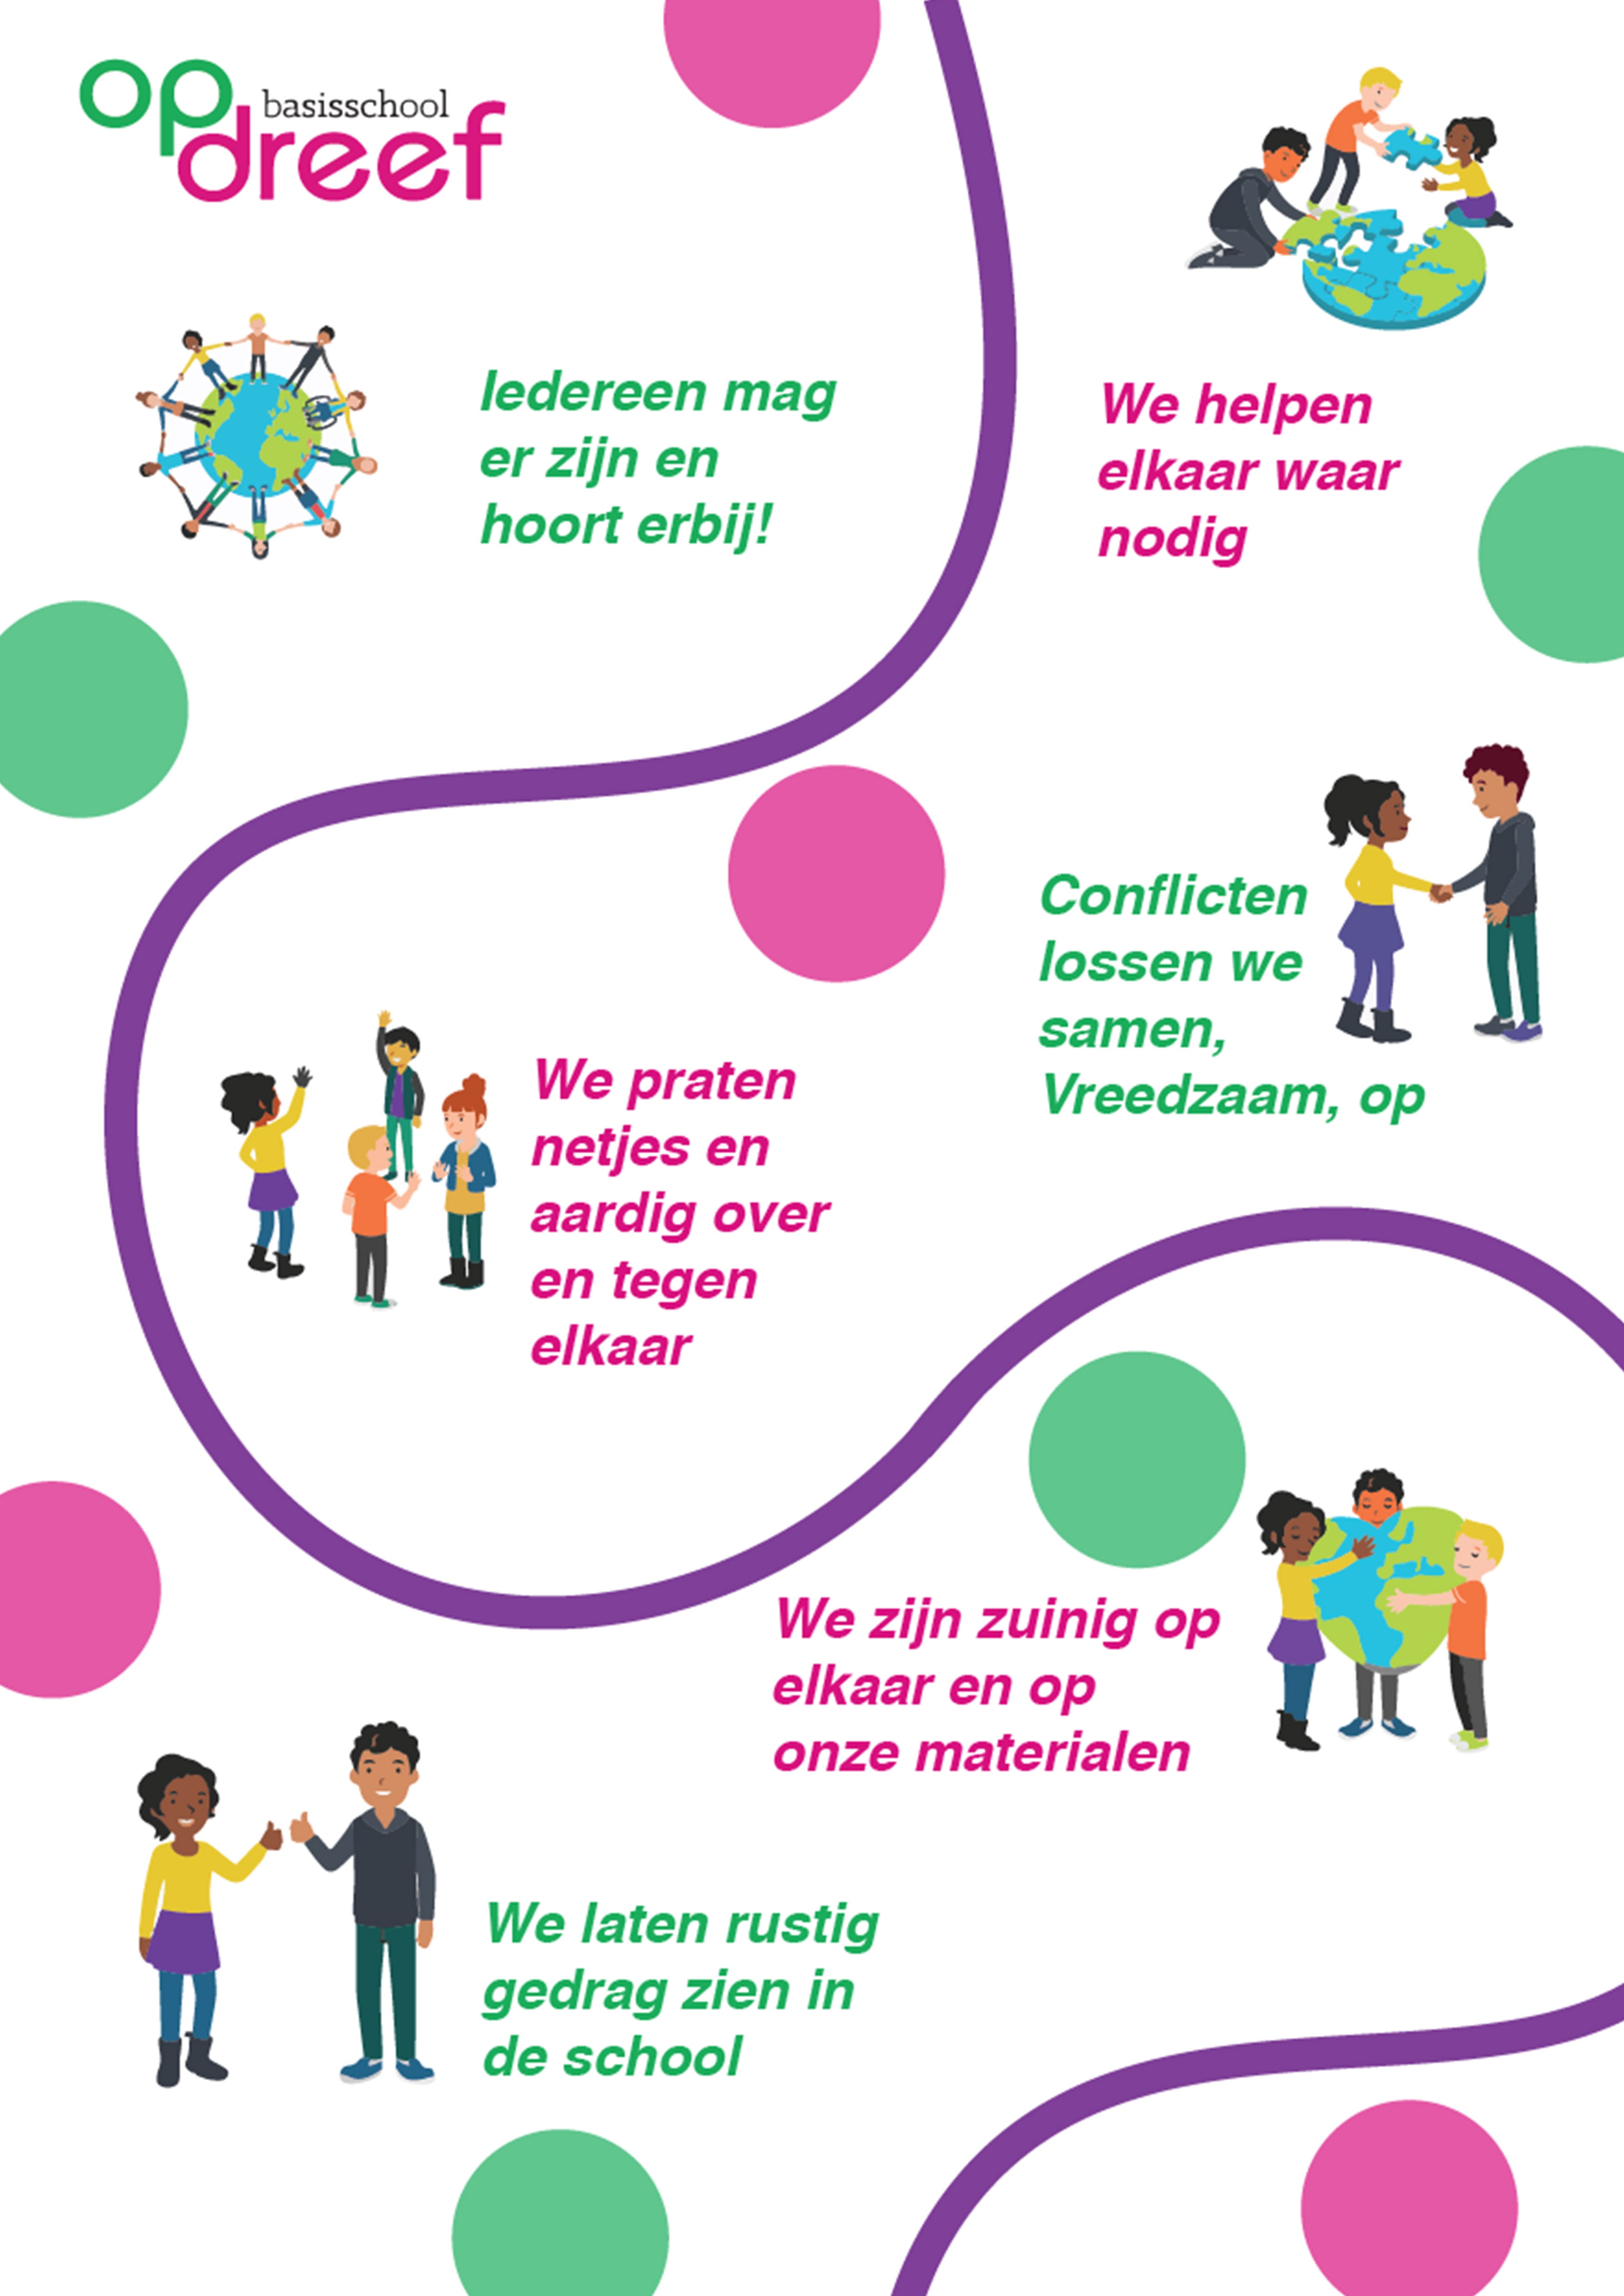 op
basisschool
dreef
Iedereen mag
er zijn en
hoort erbij!
We helpen
elkaar waar
nodig
Conflicten
lossen we
samen,
Vreedzaam, op
We praten
netjes en
aardig over
en tegen
elkaar
We zijn zuinig op
elkaar en op
onze materialen
We laten rustig
gedrag zien in
de school